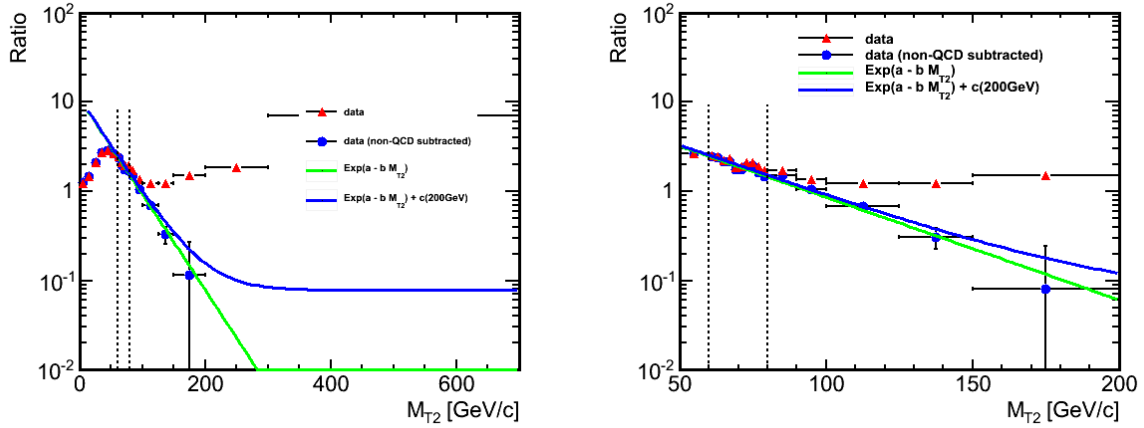 Ratio
10²
10
1
10⁻¹
10⁻²
0 200 400 600
M_T2 [GeV/c]
data
data (non-QCD subtracted)
Exp(a - b M_T2)
Exp(a - b M_T2) + c(200GeV)
Ratio
10²
10
1
10⁻¹
10⁻²
50 100 150 200
M_T2 [GeV/c]
data
data (non-QCD subtracted)
Exp(a - b M_T2)
Exp(a - b M_T2) + c(200GeV)